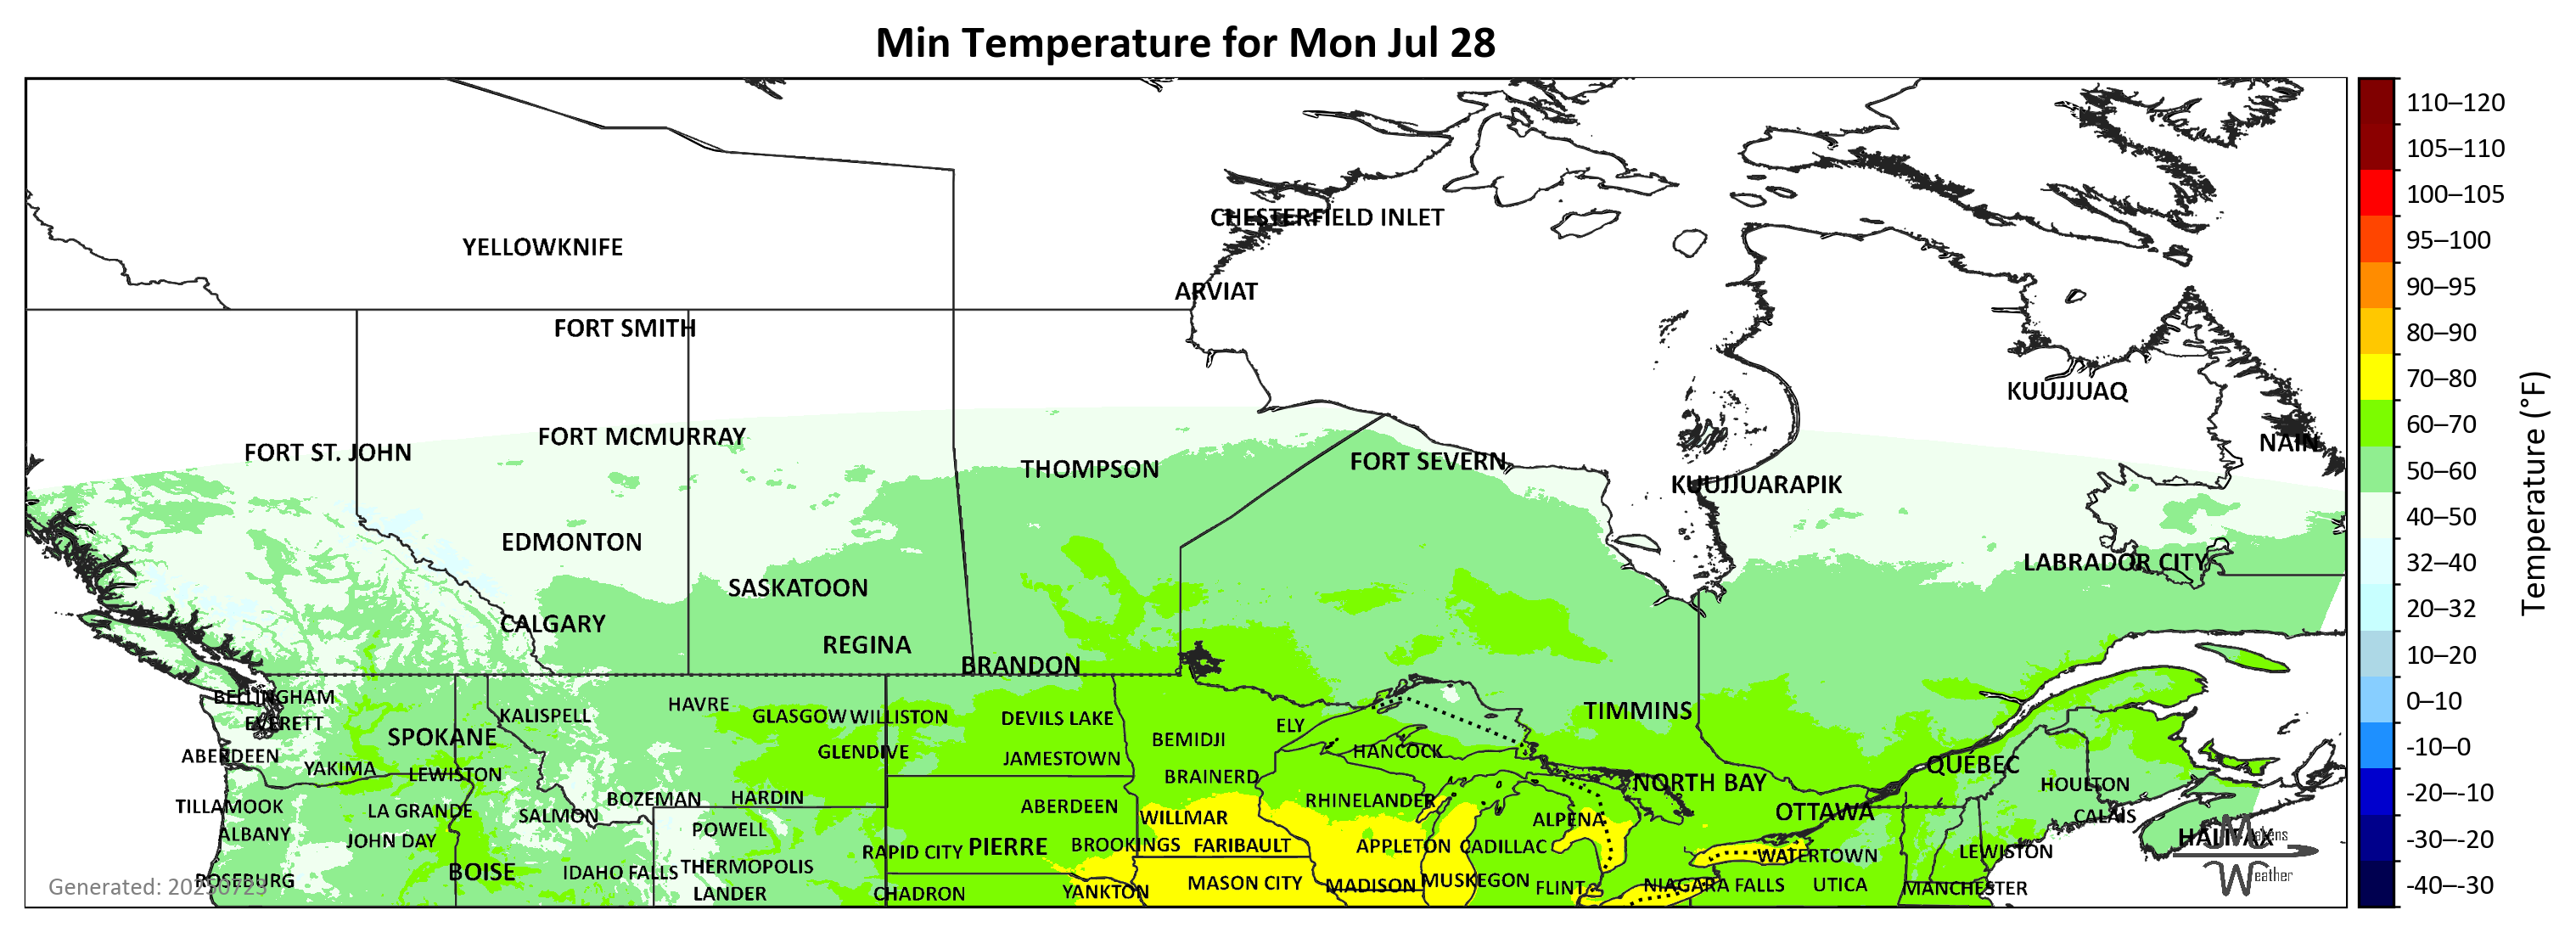 Min Temperature for Mon Jul 28
CHESTERFIELD INLET
YELLOWKNIFE
ARVIAT
FORT SMITH
KUUJJUAQ
FORT MCMURRAY
NAIN
FORT ST. JOHN
FORT SEVERN
THOMPSON
KUUJJUARAPIK
EDMONTON
LABRADOR CITY
SASKATOON
CALGARY
REGINA
BRANDON
BELLINGHAM
HAVRE
EVERETT
KALISPELL
GLASGOW WILLISTON
DEVILS LAKE
TIMMINS
ELY
SPOKANE
BEMIDJI
ABERDEEN
GLENDIVE
JAMESTOWN
HANCOCK
QUÉBEC
YAKIMA
LEWISTON
BRAINERD
NORTH BAY
HOULTON
TILLAMOOK
LA GRANDE
BOZEMAN
HARDIN
ABERDEEN
RHINELANDER
OTTAWA
SALMON
WILLMAR
ALPENA
CALAIS
ALBANY
JOHN DAY
POWELL
RAPID CITY
PIERRE
BROOKINGS
FARIBAULT
APPLETON
CADILLAC
WATERTOWN
LEWISTON
HALIFAX
ROSEBURG
BOISE
IDAHO FALLS
THERMOPOLIS
LANDER
CHADRON
YANKTON
MASON CITY
MADISON
MUSKEGON
FLINT
NIAGARA FALLS
UTICA
MANCHESTER
Generated: 20250723
Makens
Weather
110–120
105–110
100–105
95–100
90–95
80–90
70–80
60–70
50–60
40–50
32–40
20–32
10–20
0–10
-10–0
-20–-10
-30–-20
-40–-30
Temperature (°F)